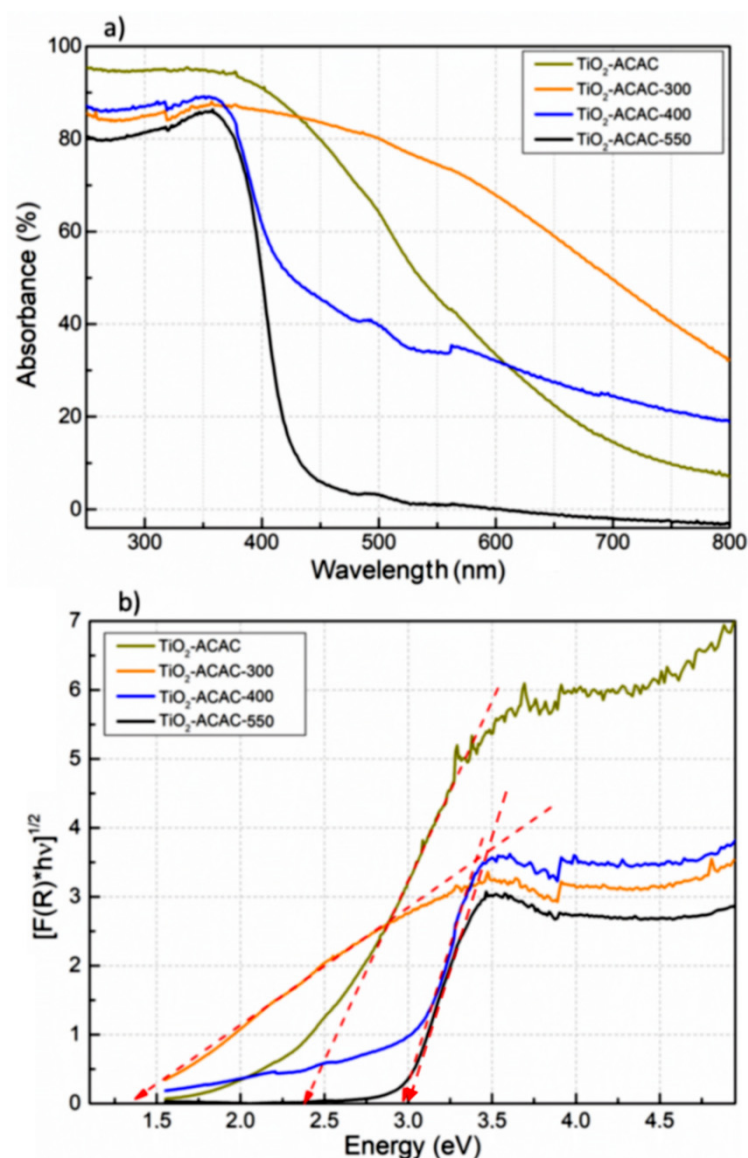 a)
100
80
60
40
20
0
Absorbance (%)
TiO₂-ACAC
TiO₂-ACAC-300
TiO₂-ACAC-400
TiO₂-ACAC-550
300 400 500 600 700 800
Wavelength (nm)
b)
7
6
5
4
3
2
1
0
[F(R)*hν]¹/²
TiO₂-ACAC
TiO₂-ACAC-300
TiO₂-ACAC-400
TiO₂-ACAC-550
1.5 2.0 2.5 3.0 3.5 4.0 4.5
Energy (eV)